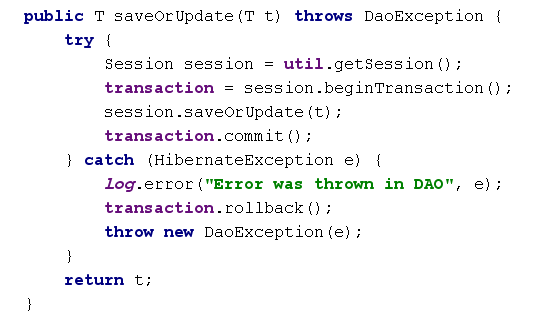 public T saveOrUpdate(T t) throws DaoException {
    try {
        Session session = util.getSession();
        transaction = session.beginTransaction();
        session.saveOrUpdate(t);
        transaction.commit();
    } catch (HibernateException e) {
        log.error("Error was thrown in DAO", e);
        transaction.rollback();
        throw new DaoException(e);
    }
    return t;
}